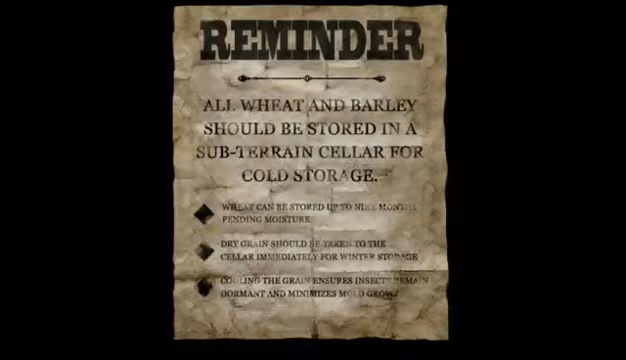 REMINDER
ALL WHEAT AND BARLEY
SHOULD BE STORED IN A
SUB-TERRAIN CELLAR FOR
COLD STORAGE.
WHEAT CAN BE STORED UP TO NINE MONTHS
PENDING MOISTURE
DRY GRAIN SHOULD BE TAKEN TO THE
CELLAR IMMEDIATELY FOR WINTER STORAGE
COOLING THE GRAIN ENSURES INSECTS REMAIN
DORMANT AND MINIMIZES MOLD GROWTH